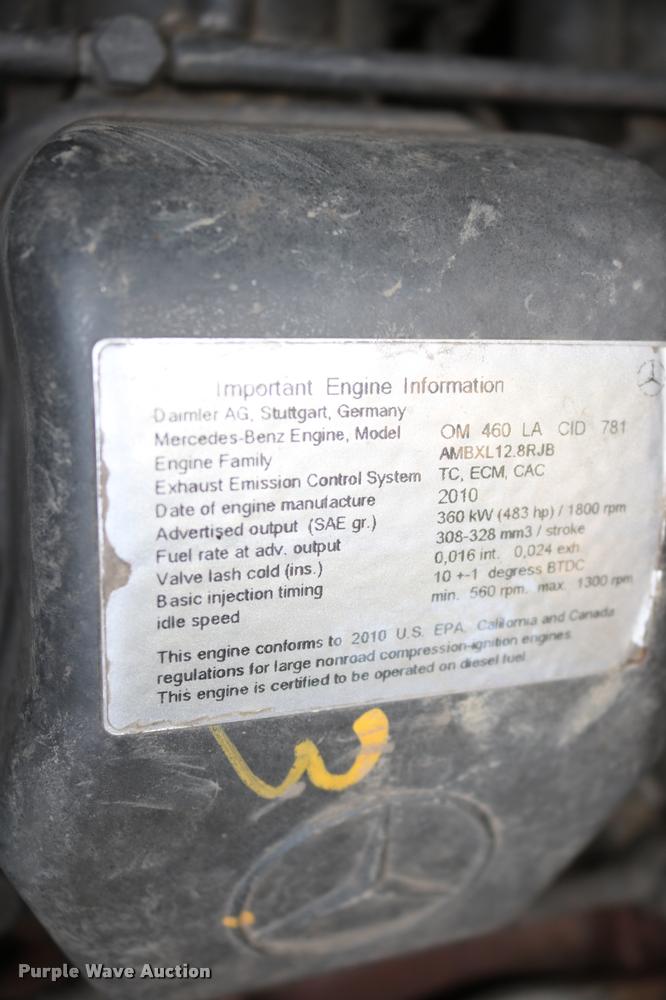 Important Engine Information
Daimler AG, Stuttgart, Germany
Mercedes-Benz Engine, Model OM 460 LA CID 781
Engine Family AMBXL12.8RJB
Exhaust Emission Control System TC, ECM, CAC
Date of engine manufacture 2010
Advertised output (SAE gr.) 360 kW (483 hp) / 1800 rpm
Fuel rate at adv. output 308-328 mm3 / stroke
Valve lash cold (ins.) 0,016 int. 0,024 exh.
Basic injection timing 10 +-1 degress BTDC
idle speed min. 560 rpm. max. 1300 rpm
This engine conforms to 2010 U.S. EPA California and Canada
regulations for large nonroad compression-ignition engines.
This engine is certified to be operated on diesel fuel.
Purple Wave Auction